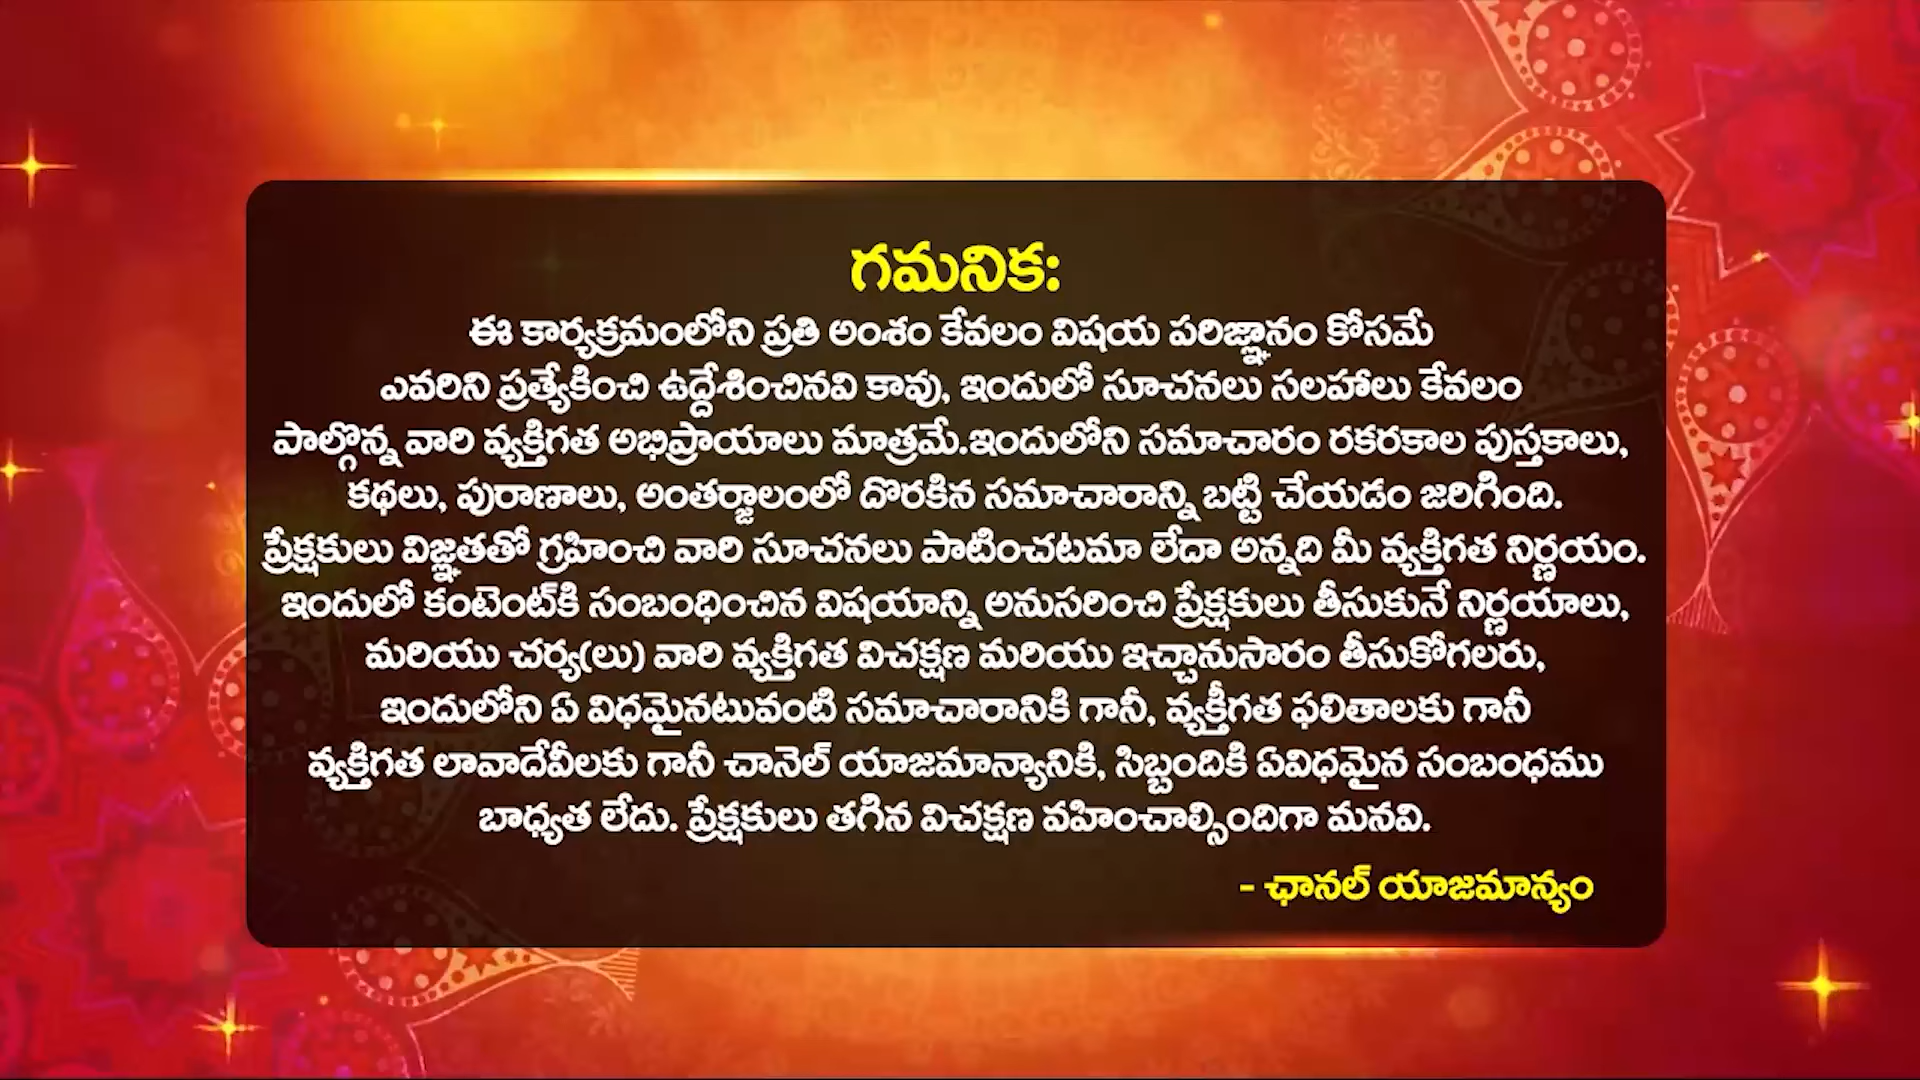 గమనిక:
ఈ కార్యక్రమంలోని ప్రతి అంశం కేవలం విషయ పరిజ్ఞానం కోసమే
ఎవరిని ప్రత్యేకించి ఉద్దేశించినవి కావు, ఇందులో సూచనలు సలహాలు కేవలం
పాల్గొన్న వారి వ్యక్తిగత అభిప్రాయాలు మాత్రమే.ఇందులోని సమాచారం రకరకాల పుస్తకాలు,
కథలు, పురాణాలు, అంతర్జాలంలో దొరకిన సమాచారాన్ని బట్టి చేయడం జరిగింది.
ప్రేక్షకులు విజ్ఞతతో గ్రహించి వారి సూచనలు పాటించటమా లేదా అన్నది మీ వ్యక్తిగత నిర్ణయం.
ఇందులో కంటెంట్‌కి సంబంధించిన విషయాన్ని అనుసరించి ప్రేక్షకులు తీసుకునే నిర్ణయాలు,
మరియు చర్య(లు) వారి వ్యక్తిగత విచక్షణ మరియు ఇచ్ఛానుసారం తీసుకోగలరు,
ఇందులోని ఏ విధమైనటువంటి సమాచారానికి గానీ, వ్యక్తీగత ఫలితాలకు గానీ
వ్యక్తిగత లావాదేవీలకు గానీ చానెల్ యాజమాన్యానికి, సిబ్బందికి ఏవిధమైన సంబంధము
బాధ్యత లేదు. ప్రేక్షకులు తగిన విచక్షణ వహించాల్సిందిగా మనవి.
- ఛానల్ యాజమాన్యం